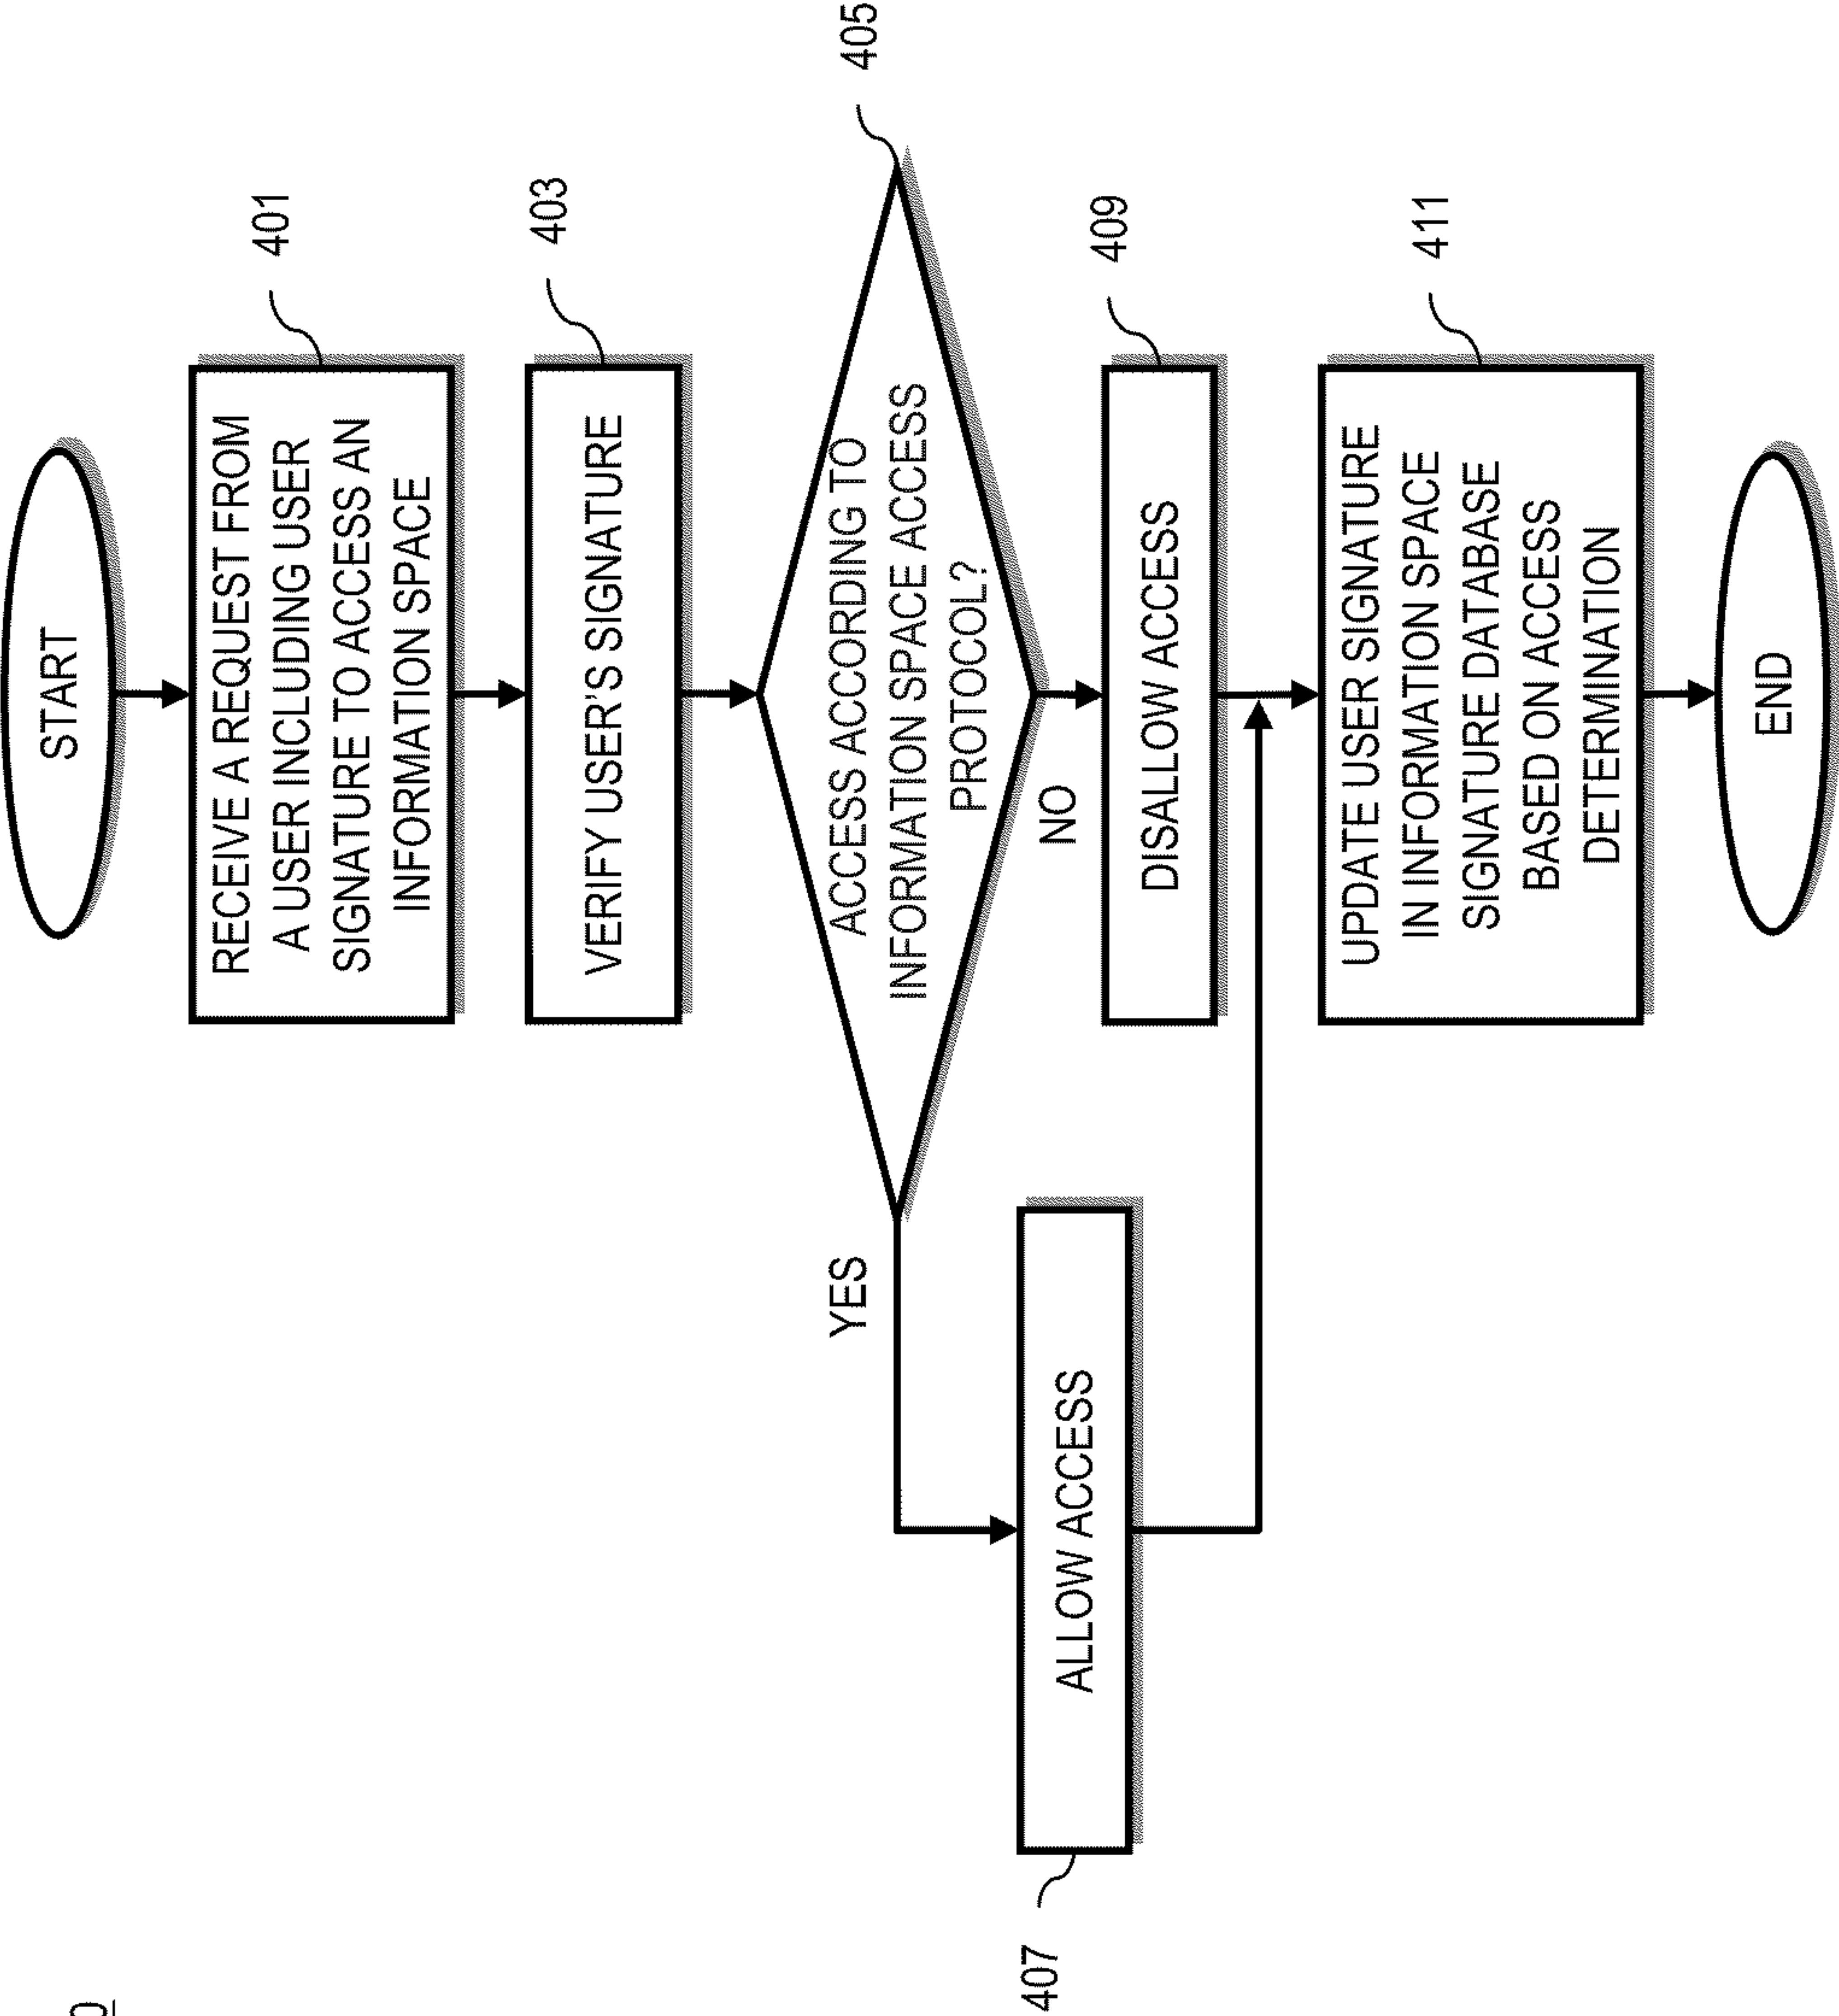 START
RECEIVE A REQUEST FROM
A USER INCLUDING USER
SIGNATURE TO ACCESS AN
INFORMATION SPACE
401
VERIFY USER'S SIGNATURE
403
ACCESS ACCORDING TO
INFORMATION SPACE ACCESS
PROTOCOL?
405
YES
NO
ALLOW ACCESS
407
DISALLOW ACCESS
409
UPDATE USER SIGNATURE
IN INFORMATION SPACE
SIGNATURE DATABASE
BASED ON ACCESS
DETERMINATION
411
END